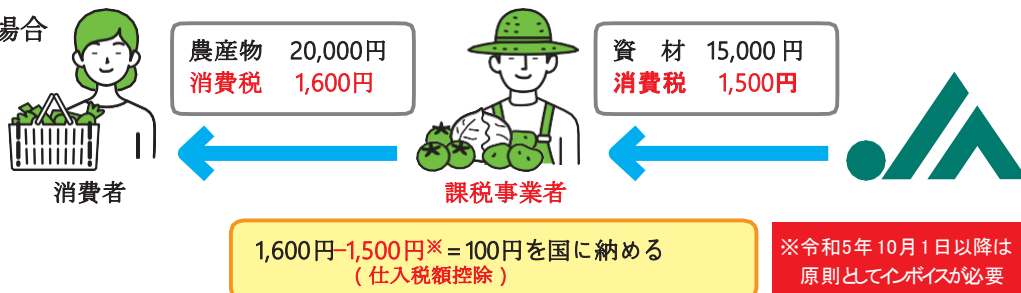 場合
農産物 20,000円
消費税 1,600円
資 材 15,000円
消費税 1,500円
消費者
課税事業者
1,600円−1,500円※=100円を国に納める
(仕入税額控除)
※令和5年10月1日以降は
原則としてインボイスが必要